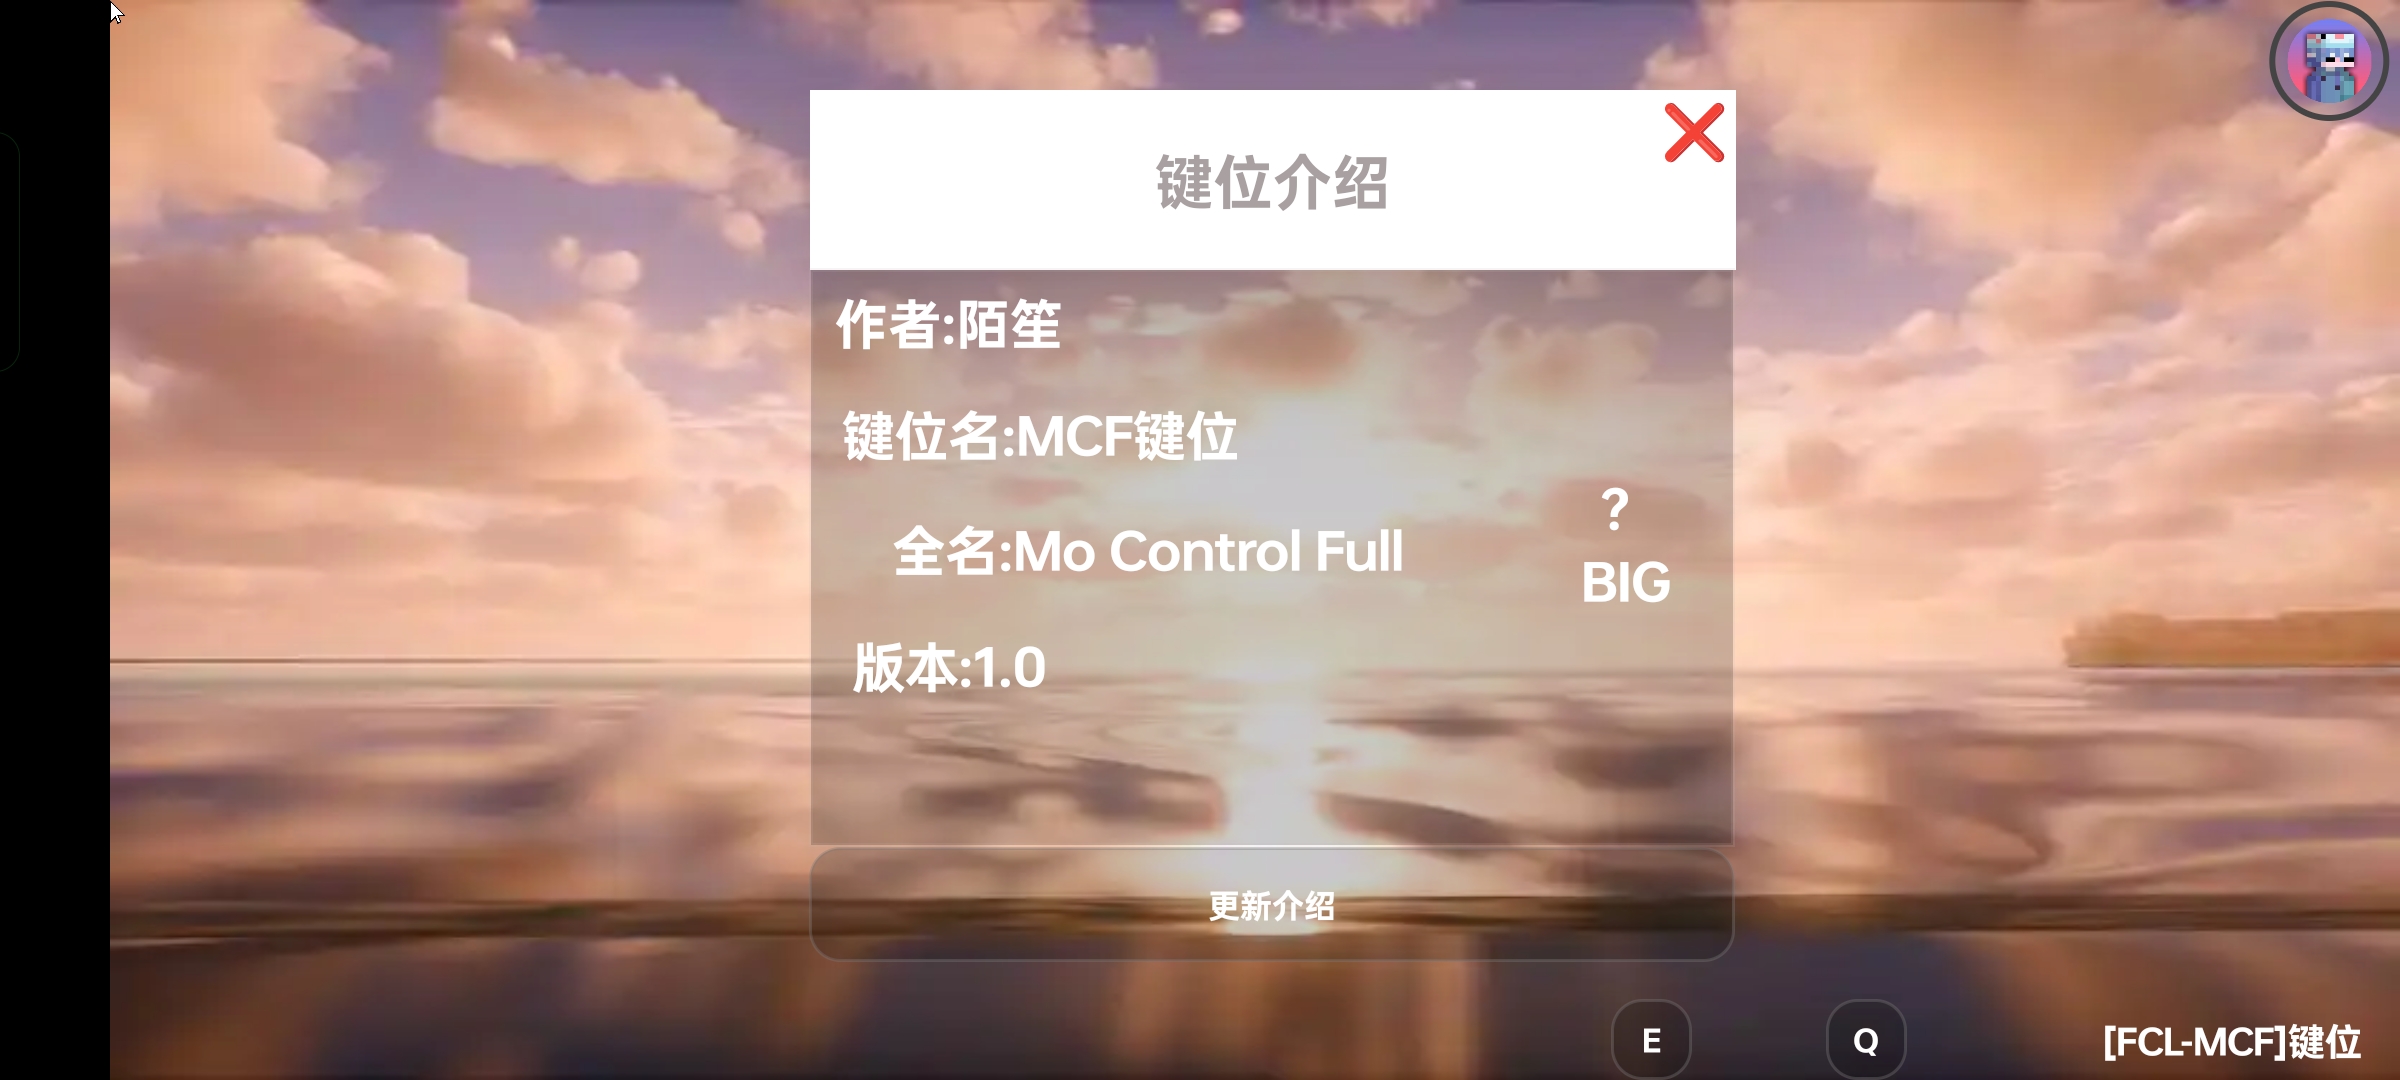 键位介绍
作者:陌笙
键位名:MCF键位
?
全名:Mo Control Full
BIG
版本:1.0
更新介绍
E
Q
[FCL-MCF]键位